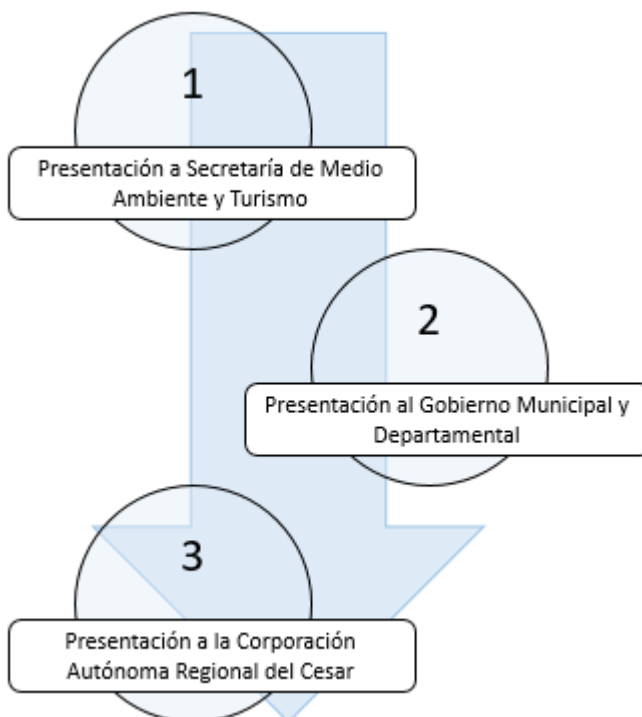 1
Presentación a Secretaría de Medio
Ambiente y Turismo
2
Presentación al Gobierno Municipal y
Departamental
3
Presentación a la Corporación
Autónoma Regional del Cesar